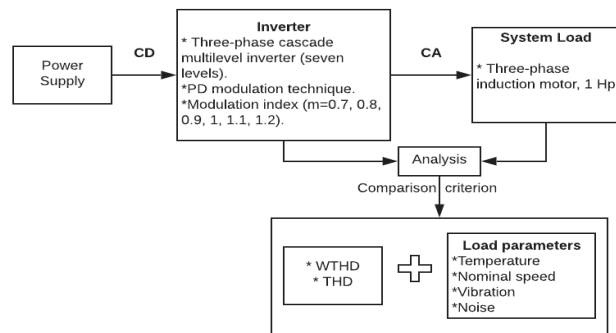 Power
Supply
CD
Inverter
* Three-phase cascade
multilevel inverter (seven
levels).
*PD modulation technique.
*Modulation index (m=0.7, 0.8,
0.9, 1, 1.1, 1.2).
CA
System Load
* Three-phase
induction motor, 1 Hp
Analysis
Comparison criterion
* WTHD
* THD
Load parameters
*Temperature
*Nominal speed
*Vibration
*Noise